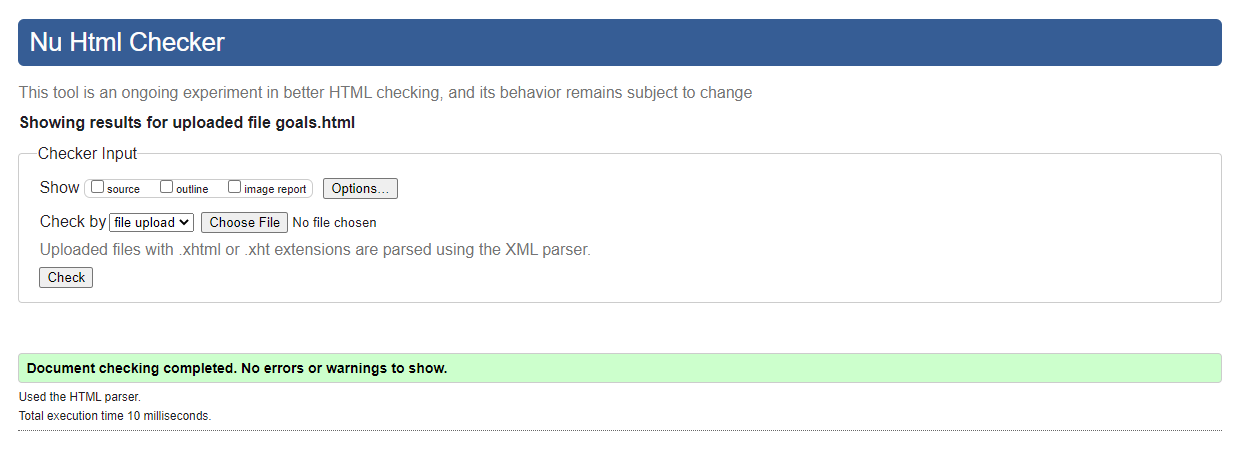 Nu Html Checker
This tool is an ongoing experiment in better HTML checking, and its behavior remains subject to change
Showing results for uploaded file goals.html
Checker Input
Show source outline image report Options...
Check by file upload Choose File No file chosen
Uploaded files with .xhtml or .xht extensions are parsed using the XML parser.
Check
Document checking completed. No errors or warnings to show.
Used the HTML parser.
Total execution time 10 milliseconds.